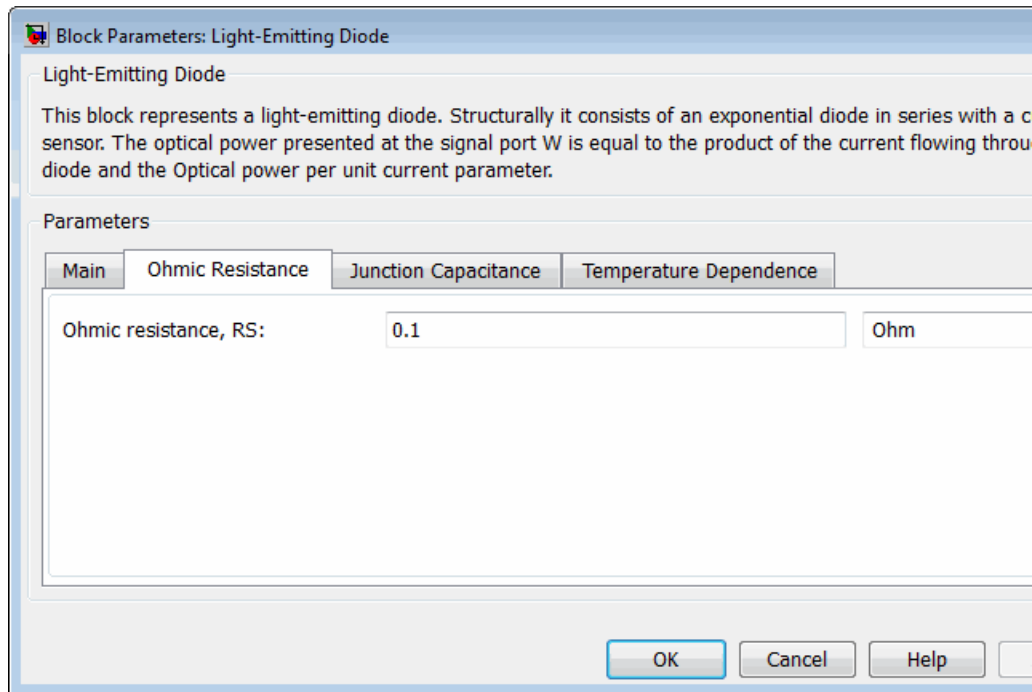 Block Parameters: Light-Emitting Diode
Light-Emitting Diode
This block represents a light-emitting diode. Structurally it consists of an exponential diode in series with a c
sensor. The optical power presented at the signal port W is equal to the product of the current flowing throu
diode and the Optical power per unit current parameter.
Parameters
Main Ohmic Resistance Junction Capacitance Temperature Dependence
Ohmic resistance, RS: 0.1 Ohm
OK Cancel Help